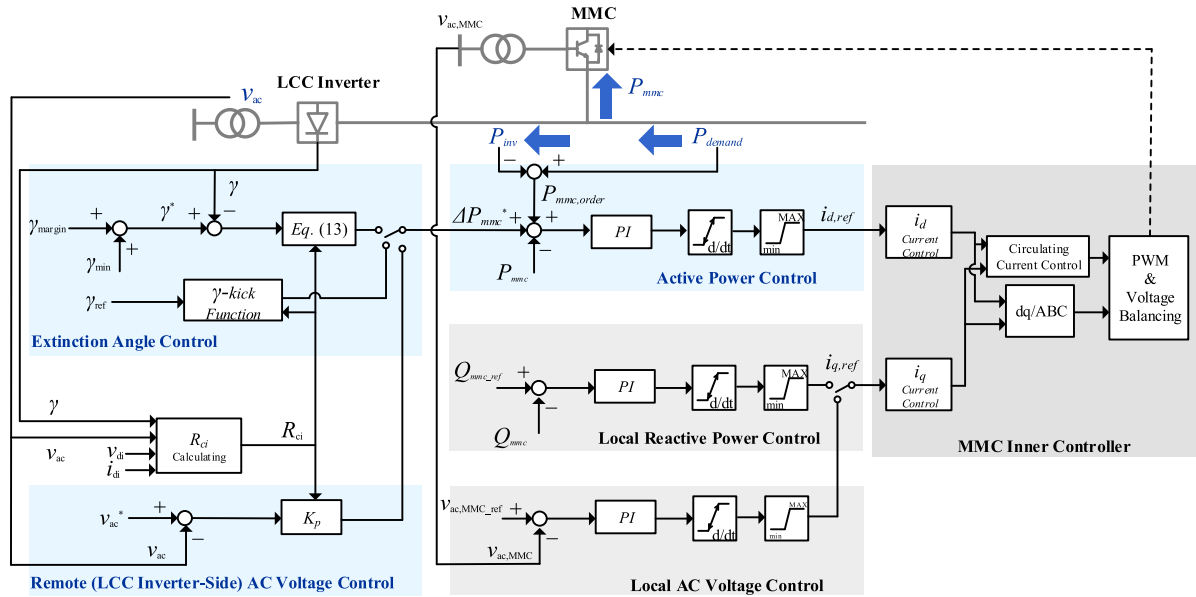 v_ac,MMC
MMC
LCC Inverter
v_ac
P_mmc
P_inv
P_demand
−
+
γ
P_mmc,order
γ_margin
+
γ*
+
−
Eq. (13)
ΔP_mmc*
+
+
PI
d/dt
MAX
min
i_d,ref
i_d
Current
Control
Circulating
Current Control
PWM
&
Voltage
Balancing
+
γ_min
−
P_mmc
Active Power Control
γ_ref
γ-kick
Function
dq/ABC
Extinction Angle Control
Q_mmc_ref
+
−
PI
d/dt
MAX
min
i_q,ref
i_q
Current
Control
γ
Q_mmc
Local Reactive Power Control
MMC Inner Controller
v_ac
v_di
i_di
R_ci
Calculating
R_ci
v_ac*
+
−
v_ac
K_p
v_ac,MMC_ref
+
−
PI
d/dt
MAX
min
v_ac,MMC
Remote (LCC Inverter-Side) AC Voltage Control
Local AC Voltage Control